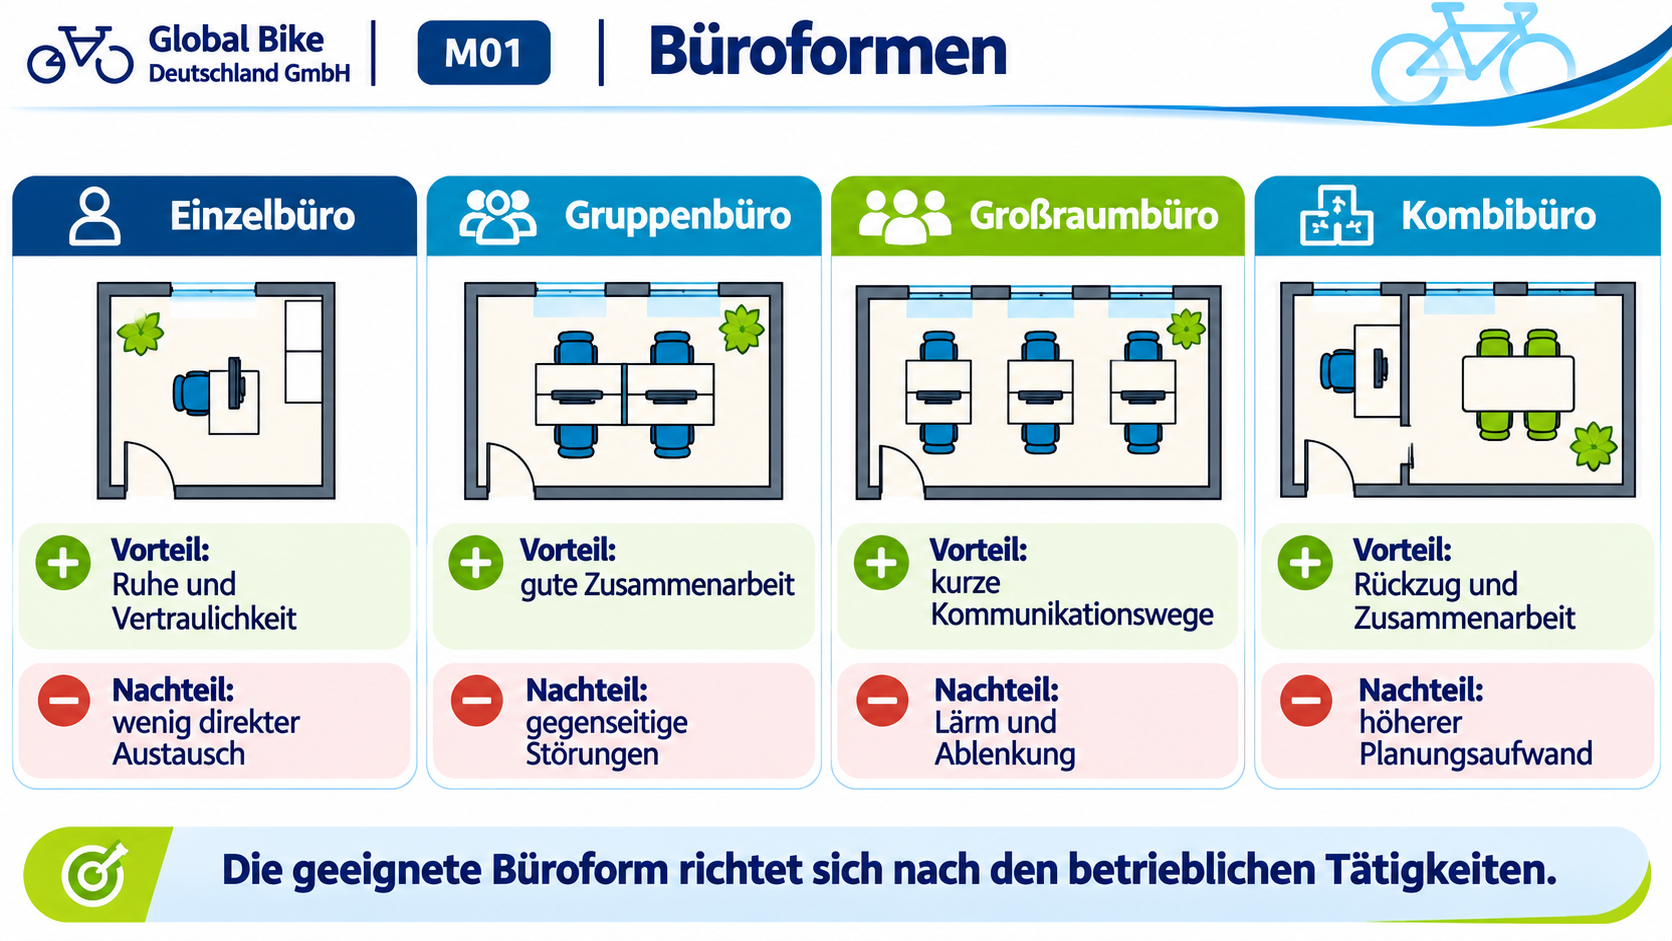 Global Bike
Deutschland GmbH
M01
Büroformen
Einzelbüro
Vorteil:
Ruhe und
Vertraulichkeit
Nachteil:
wenig direkter
Austausch
Gruppenbüro
Vorteil:
gute Zusammenarbeit
Nachteil:
gegenseitige
Störungen
Großraumbüro
Vorteil:
kurze
Kommunikationswege
Nachteil:
Lärm und
Ablenkung
Kombibüro
Vorteil:
Rückzug und
Zusammenarbeit
Nachteil:
höherer
Planungsaufwand
Die geeignete Büroform richtet sich nach den betrieblichen Tätigkeiten.